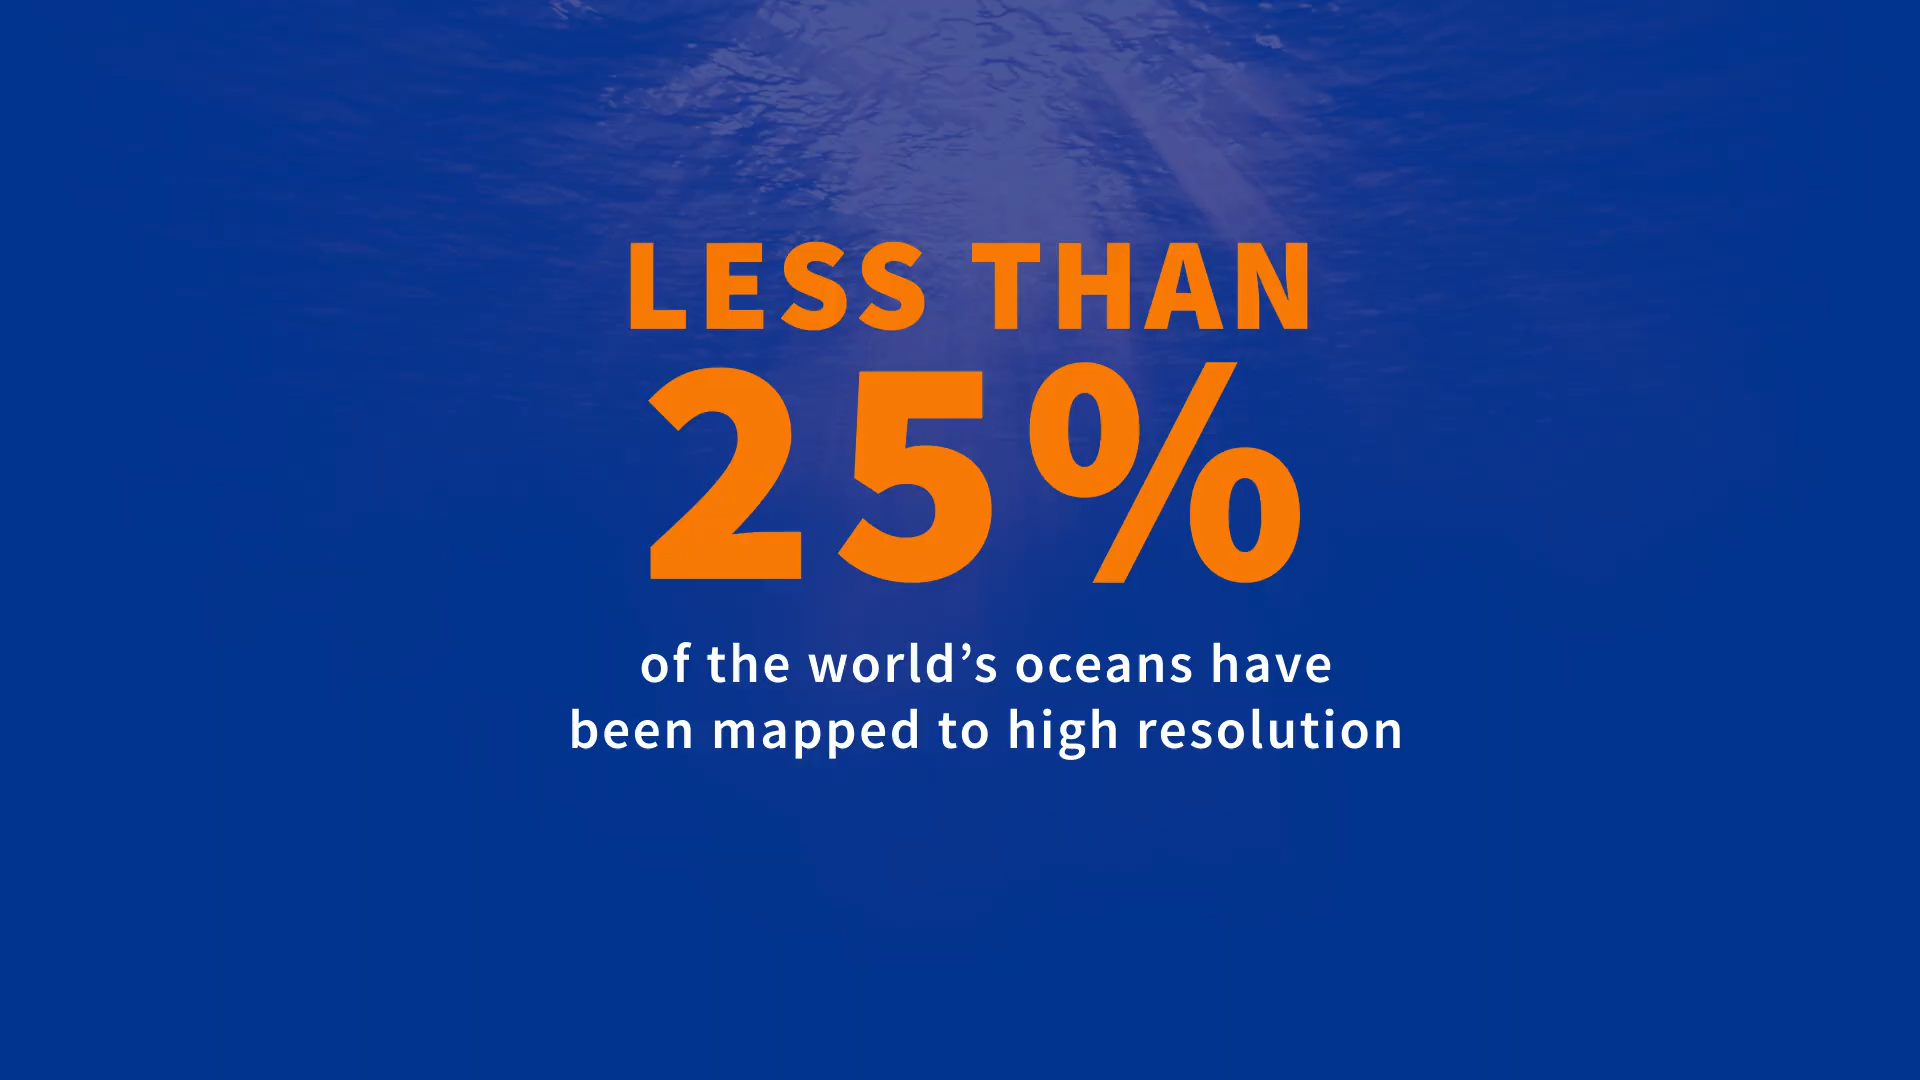 LESS THAN
25%
of the world’s oceans have
been mapped to high resolution